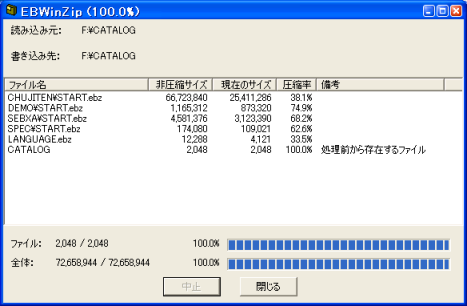 EBWinZip (100.0%)
読み込み元: F:¥CATALOG
書き込み先: F:¥CATALOG
ファイル名 非圧縮サイズ 現在のサイズ 圧縮率 備考
CHUJITEN¥START.ebz 66,723,840 25,411,286 38.1%
DEMO¥START.ebz 1,165,312 873,320 74.9%
SEBXA¥START.ebz 4,581,376 3,123,390 68.2%
SPEC¥START.ebz 174,080 109,021 62.6%
LANGUAGE.ebz 12,288 4,121 33.5%
CATALOG 2,048 2,048 100.0% 処理前から存在するファイル
ファイル: 2,048 / 2,048 100.0%
全体: 72,658,944 / 72,658,944 100.0%
中止 閉じる